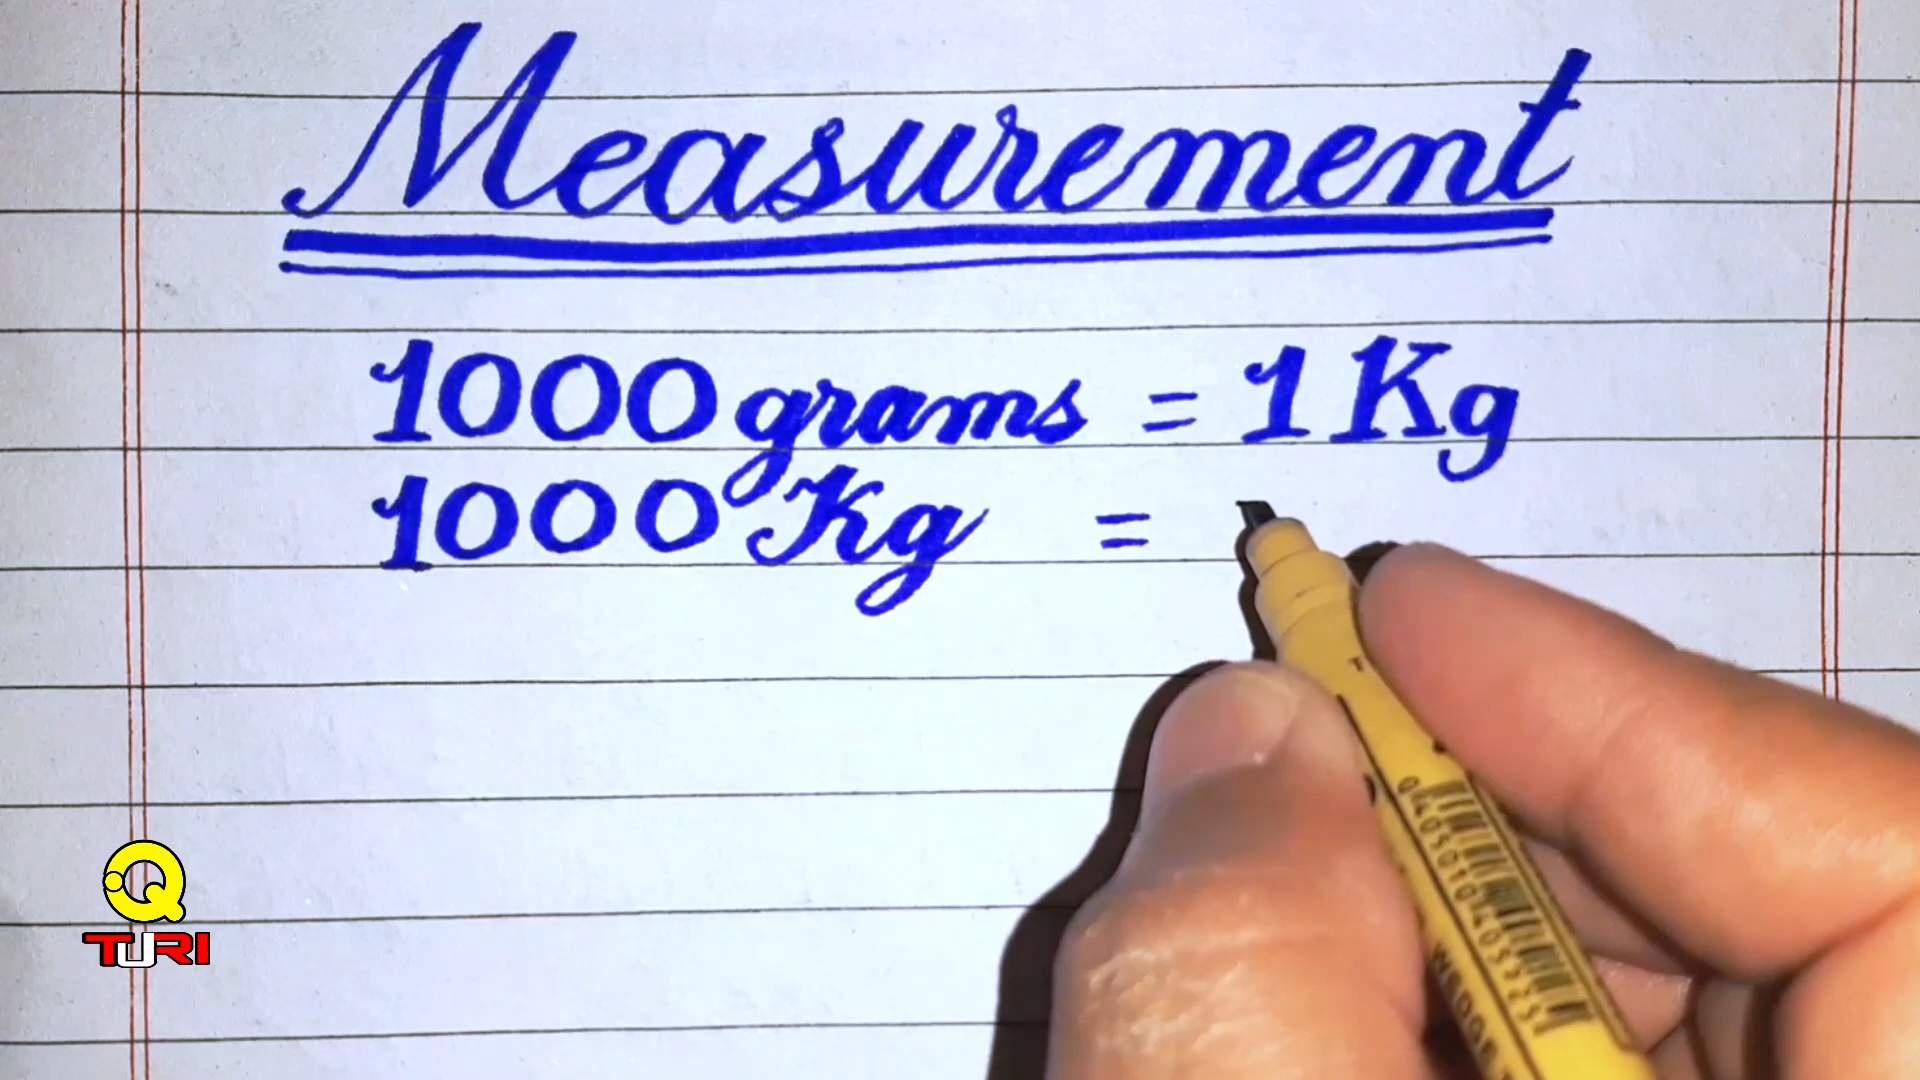 Measurement
1000 grams = 1 Kg
1000 Kg =
Q
TURI